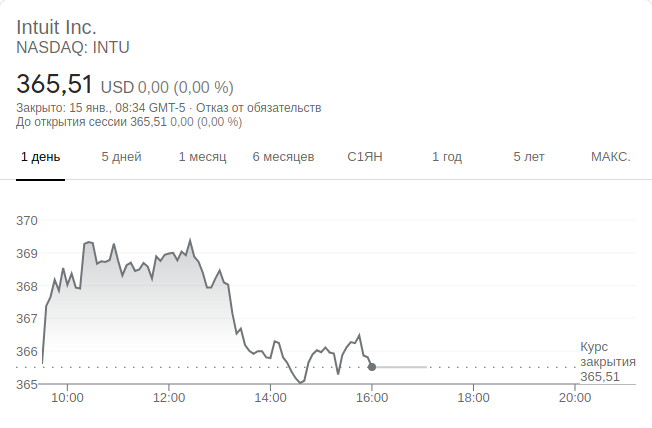 Intuit Inc.
NASDAQ: INTU
365,51 USD 0,00 (0,00 %)
Закрыто: 15 янв., 08:34 GMT-5 · Отказ от обязательств
До открытия сессии 365,51 0,00 (0,00 %)
1 день 5 дней 1 месяц 6 месяцев С1ЯН 1 год 5 лет МАКС.
370
369
368
367
366
365
Курс
закрытия
365,51
10:00 12:00 14:00 16:00 18:00 20:00